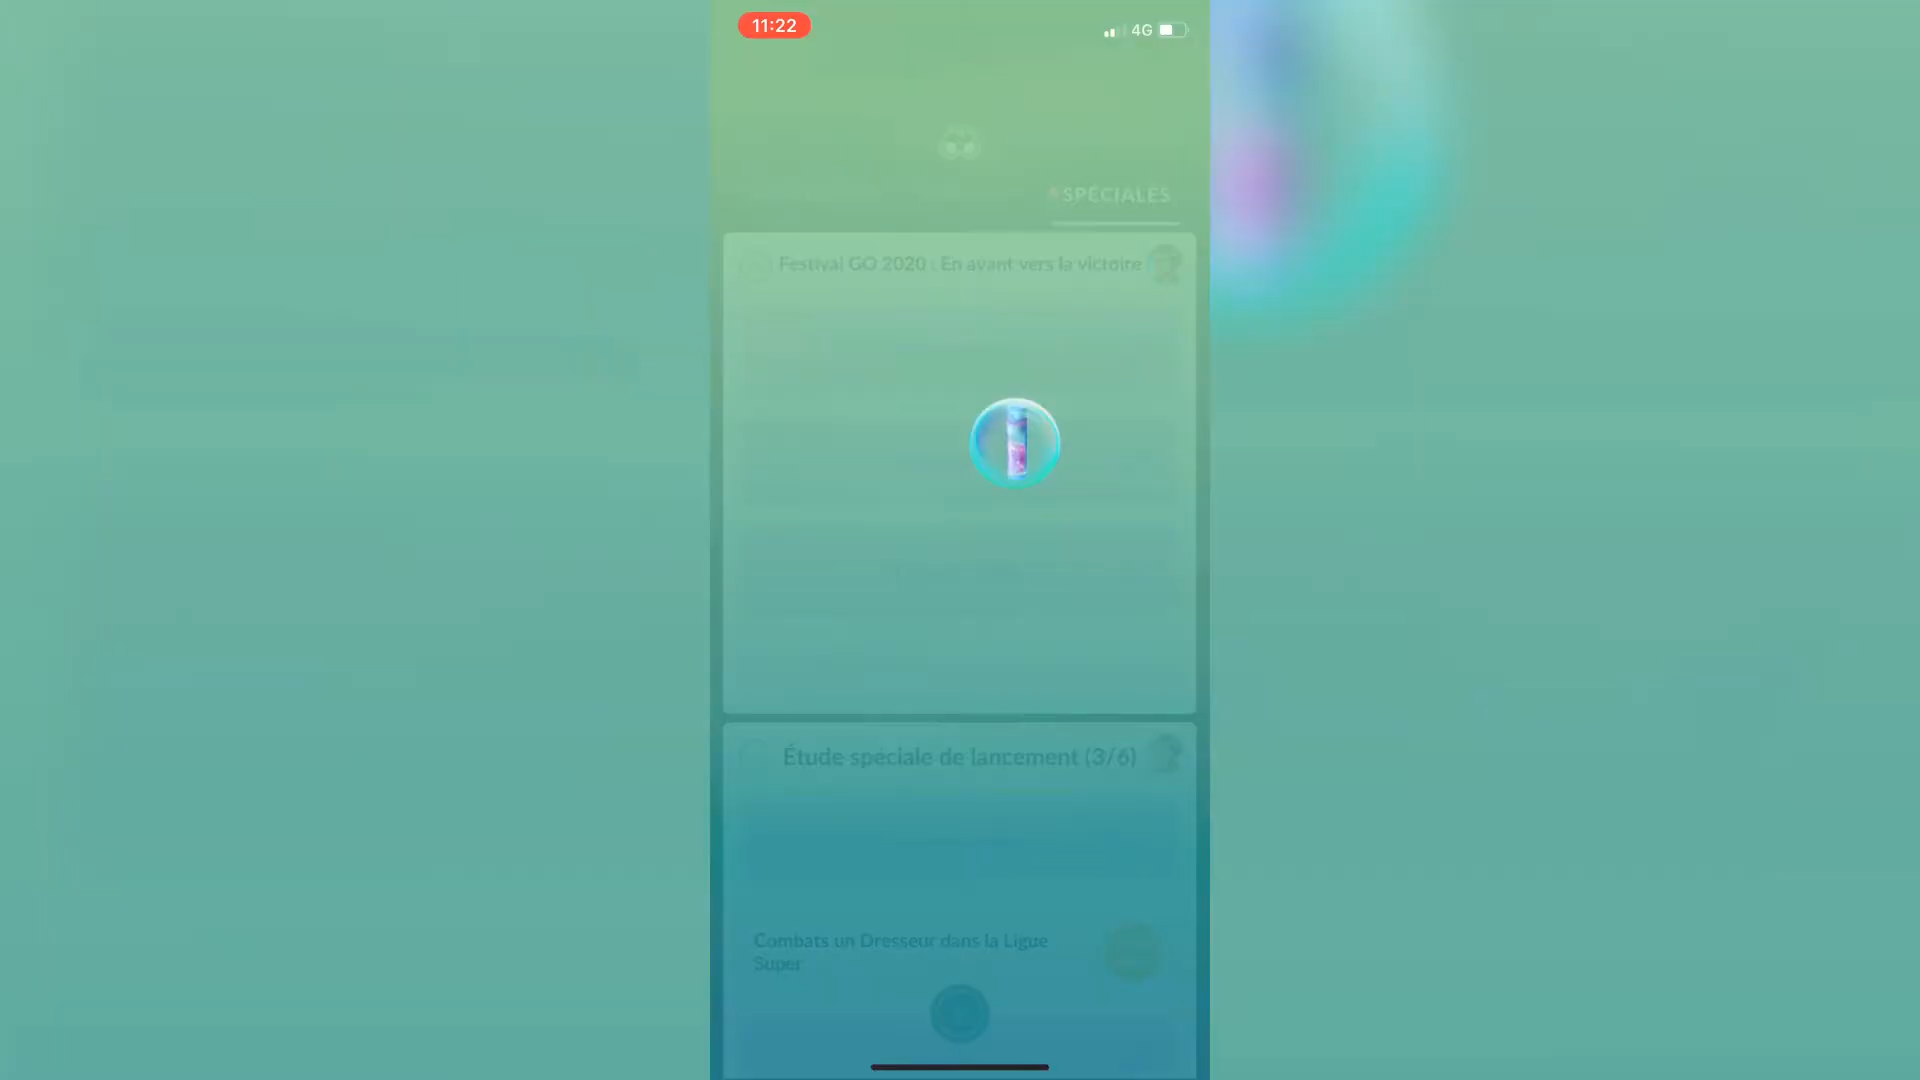 11:22
4G
SPÉCIALES
Festival GO 2020 : En avant vers la victoire
Étude spéciale de lancement (3/6)
Combats un Dresseur dans la Ligue
Super